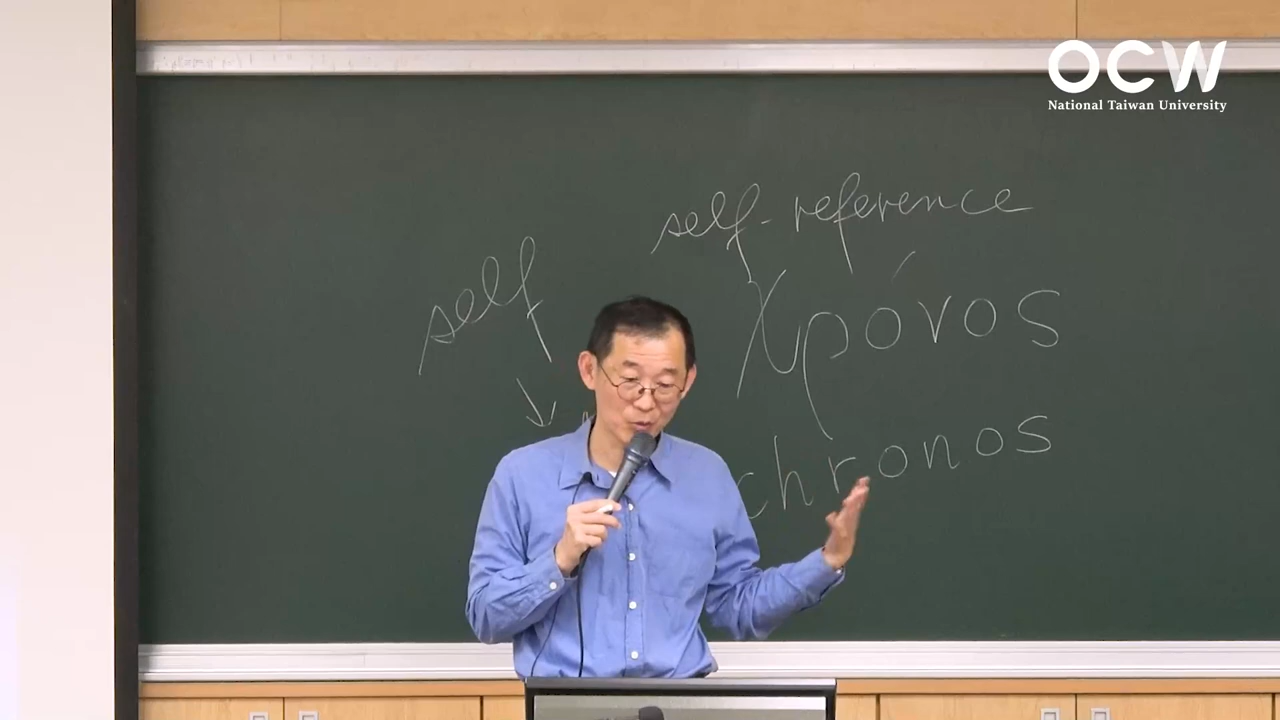 OCW
National Taiwan University
self-reference
self
χρόνος
chronos